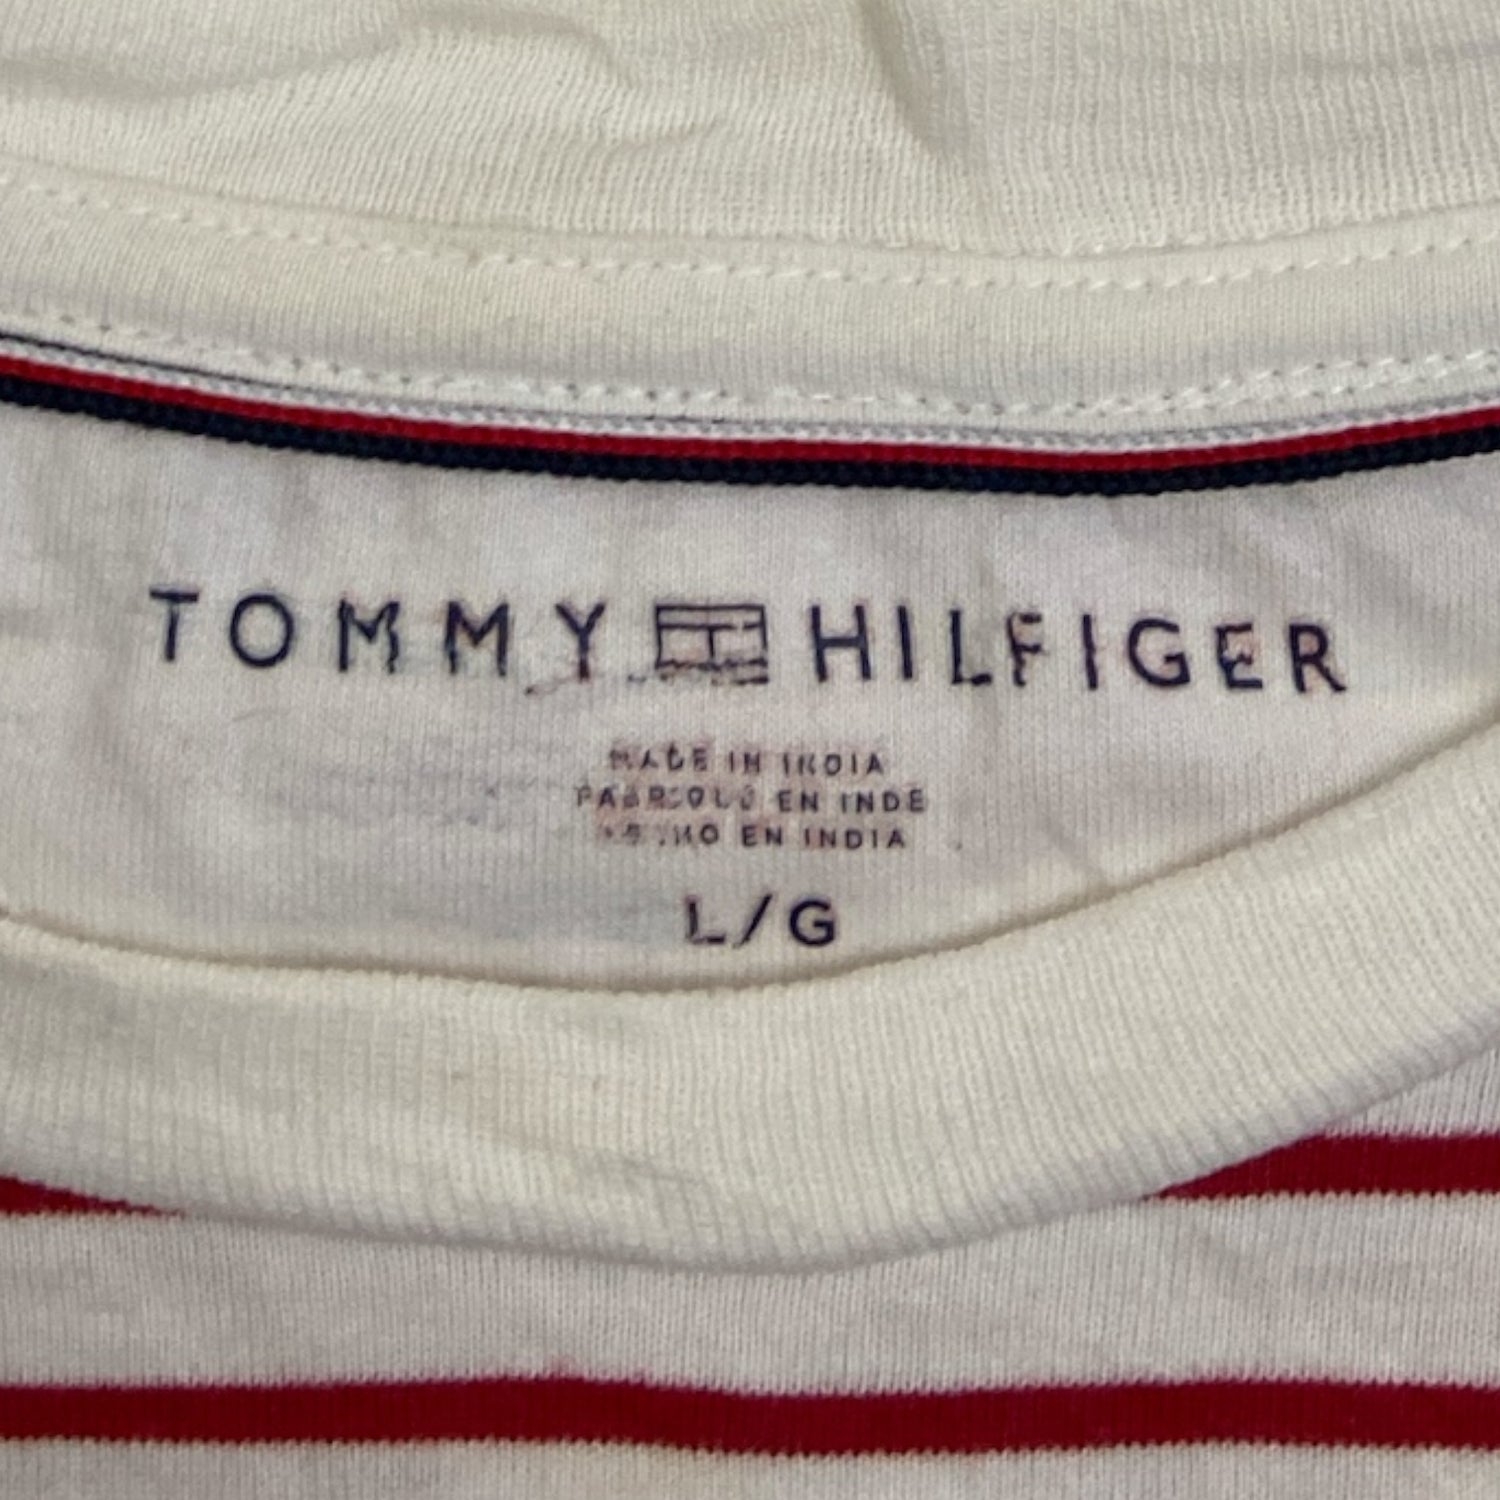 TOMMY HILFIGER
MADE IN INDIA
EN INDE
EN INDIA
L/G